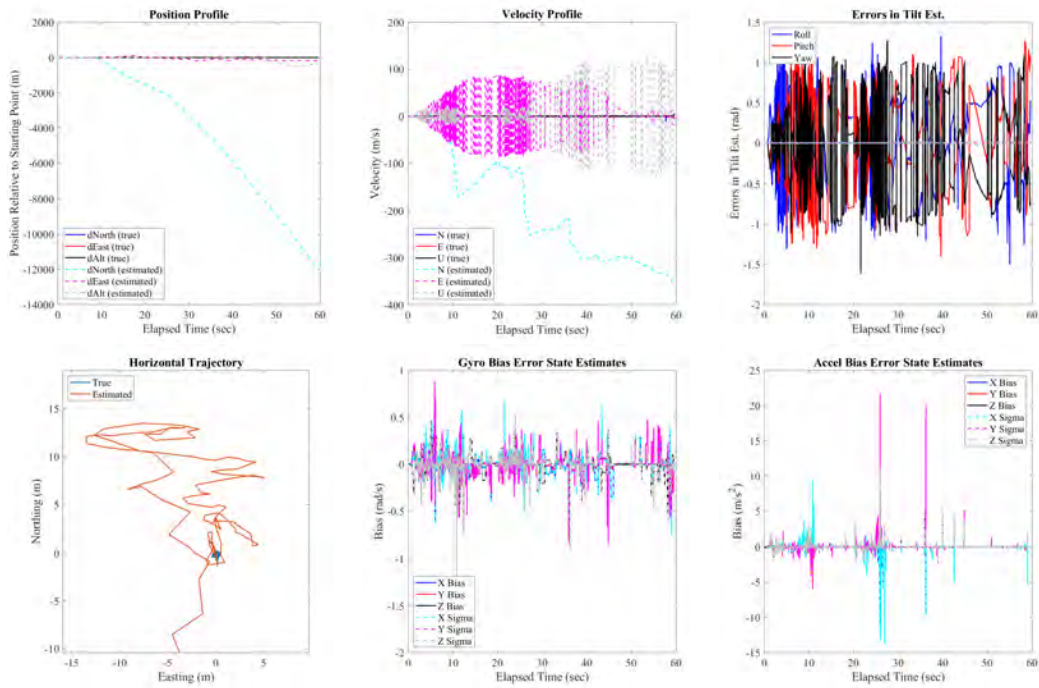 Position Profile
Position Relative to Starting Point (m)
2000
0
-2000
-4000
-6000
-8000
-10000
-12000
-14000
dNorth (true)
dEast (true)
dAlt (true)
dNorth (estimated)
dEast (estimated)
dAlt (estimated)
0 10 20 30 40 50 60
Elapsed Time (sec)
Velocity Profile
Velocity (m/s)
200
100
0
-100
-200
-300
-400
N (true)
E (true)
U (true)
N (estimated)
E (estimated)
U (estimated)
0 10 20 30 40 50 60
Elapsed Time (sec)
Errors in Tilt Est.
Errors in Tilt Est. (rad)
1.5
1
0.5
0
-0.5
-1
-1.5
-2
Roll
Pitch
Yaw
0 10 20 30 40 50 60
Elapsed Time (sec)
Horizontal Trajectory
Northing (m)
15
10
5
0
-5
-10
True
Estimated
-15 -10 -5 0 5
Easting (m)
Gyro Bias Error State Estimates
Bias (rad/s)
1
0.5
0
-0.5
-1
-1.5
-2
X Bias
Y Bias
Z Bias
X Sigma
Y Sigma
Z Sigma
0 10 20 30 40 50 60
Elapsed Time (sec)
Accel Bias Error State Estimates
Bias (m/s²)
25
20
15
10
5
0
-5
-10
-15
X Bias
Y Bias
Z Bias
X Sigma
Y Sigma
Z Sigma
0 10 20 30 40 50 60
Elapsed Time (sec)